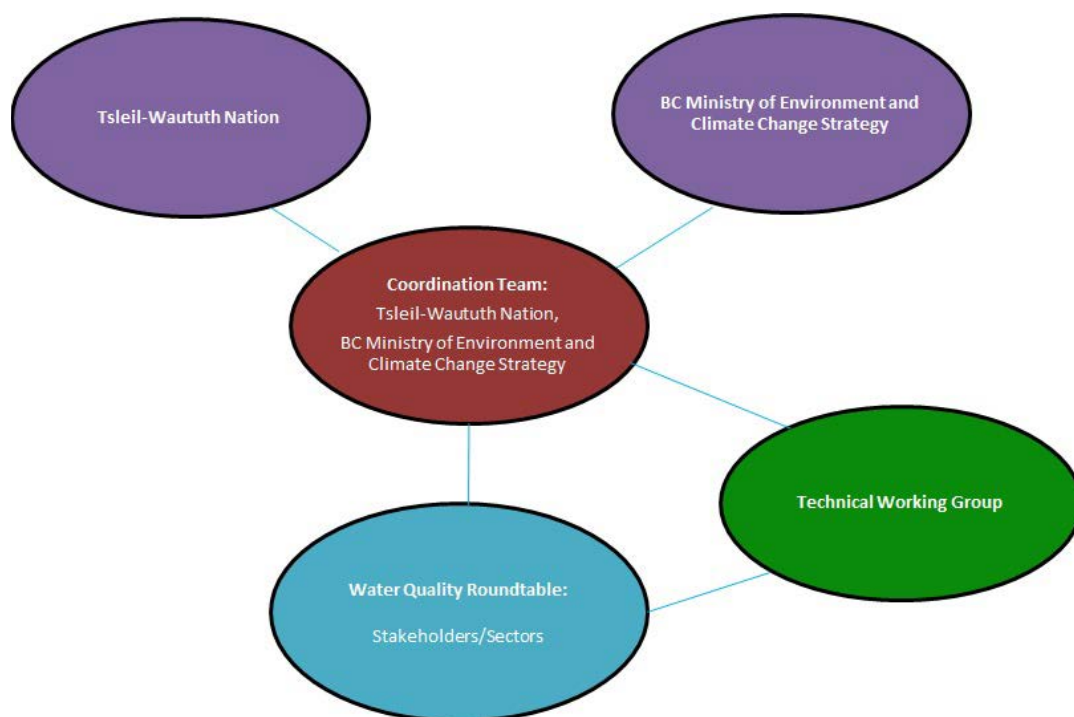 Tsleil-Waututh Nation
BC Ministry of Environment and
Climate Change Strategy
Coordination Team:
Tsleil-Waututh Nation,
BC Ministry of Environment and
Climate Change Strategy
Technical Working Group
Water Quality Roundtable:
Stakeholders/Sectors